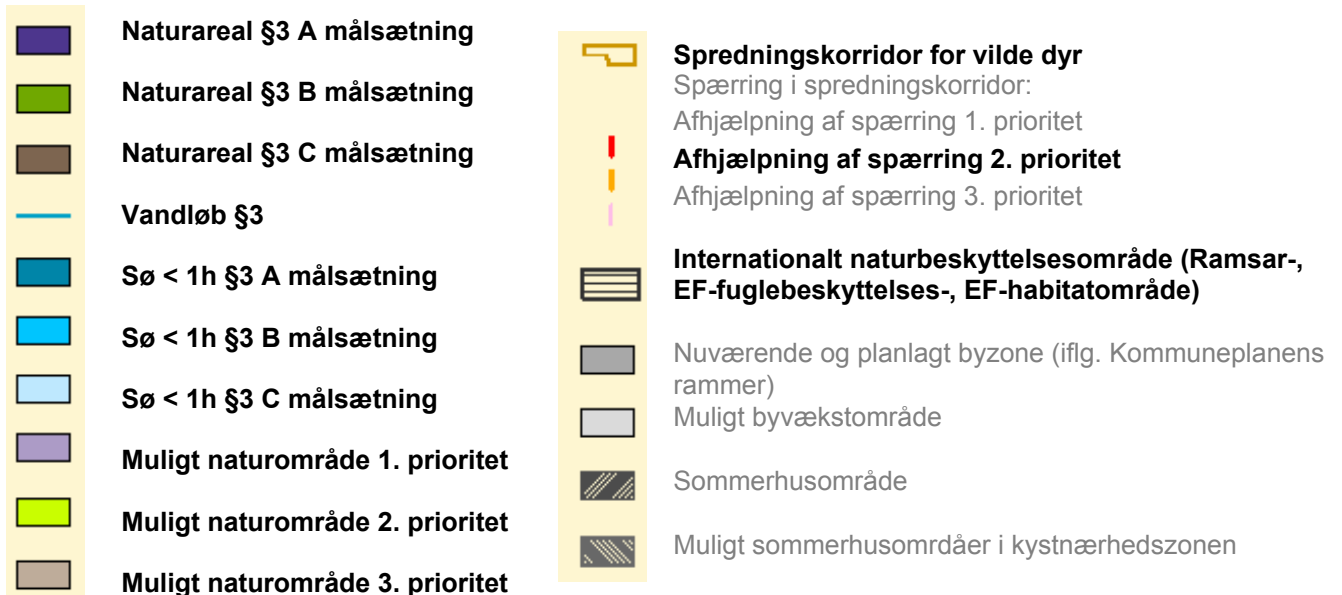 Naturareal §3 A målsætning
Naturareal §3 B målsætning
Naturareal §3 C målsætning
Vandløb §3
Sø < 1h §3 A målsætning
Sø < 1h §3 B målsætning
Sø < 1h §3 C målsætning
Muligt naturområde 1. prioritet
Muligt naturområde 2. prioritet
Muligt naturområde 3. prioritet
Spredningskorridor for vilde dyr
Spærring i spredningskorridor:
Afhjælpning af spærring 1. prioritet
Afhjælpning af spærring 2. prioritet
Afhjælpning af spærring 3. prioritet
Internationalt naturbeskyttelsesområde (Ramsar-,
EF-fuglebeskyttelses-, EF-habitatområde)
Nuværende og planlagt byzone (iflg. Kommuneplanens
rammer)
Muligt byvækstområde
Sommerhusområde
Muligt sommerhusomrdåer i kystnærhedszonen